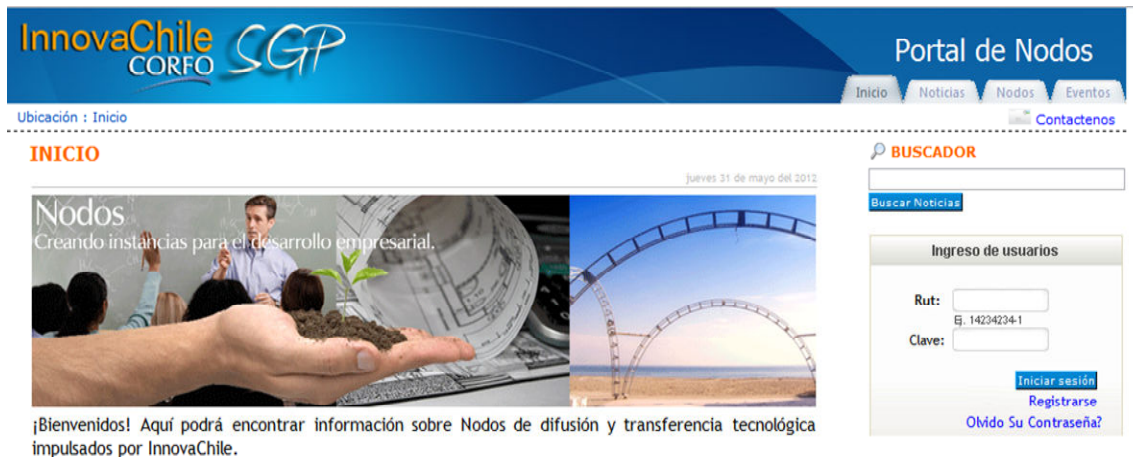 InnovaChile
CORFO
SGP
Portal de Nodos
Inicio
Noticias
Nodos
Eventos
Ubicación : Inicio
Contactenos
INICIO
jueves 31 de mayo del 2012
Nodos
Creando instancias para el desarrollo empresarial.
¡Bienvenidos! Aquí podrá encontrar información sobre Nodos de difusión y transferencia tecnológica
impulsados por InnovaChile.
BUSCADOR
Buscar Noticias
Ingreso de usuarios
Rut:
Ej. 14234234-1
Clave:
Iniciar sesión
Registrarse
Olvido Su Contraseña?